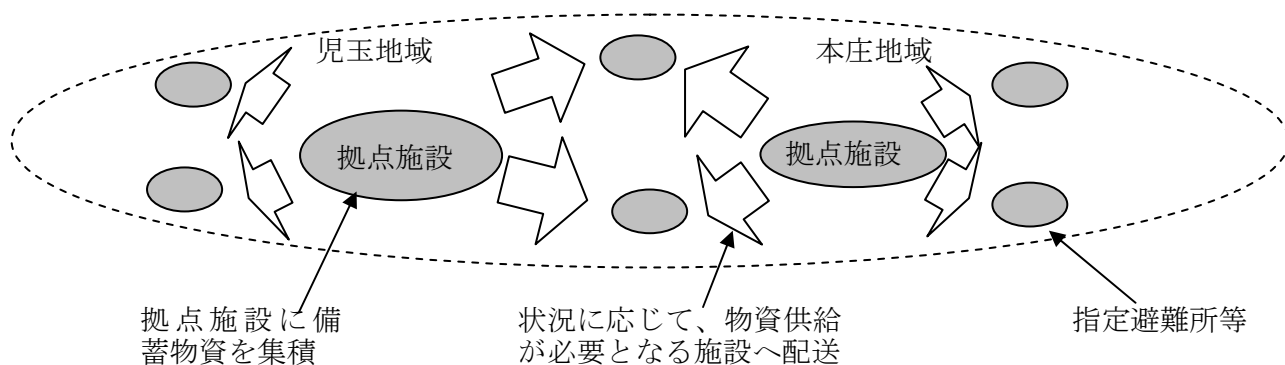 児玉地域
本庄地域
拠点施設
拠点施設
拠点施設に備
蓄物資を集積
状況に応じて、物資供給
が必要となる施設へ配送
指定避難所等